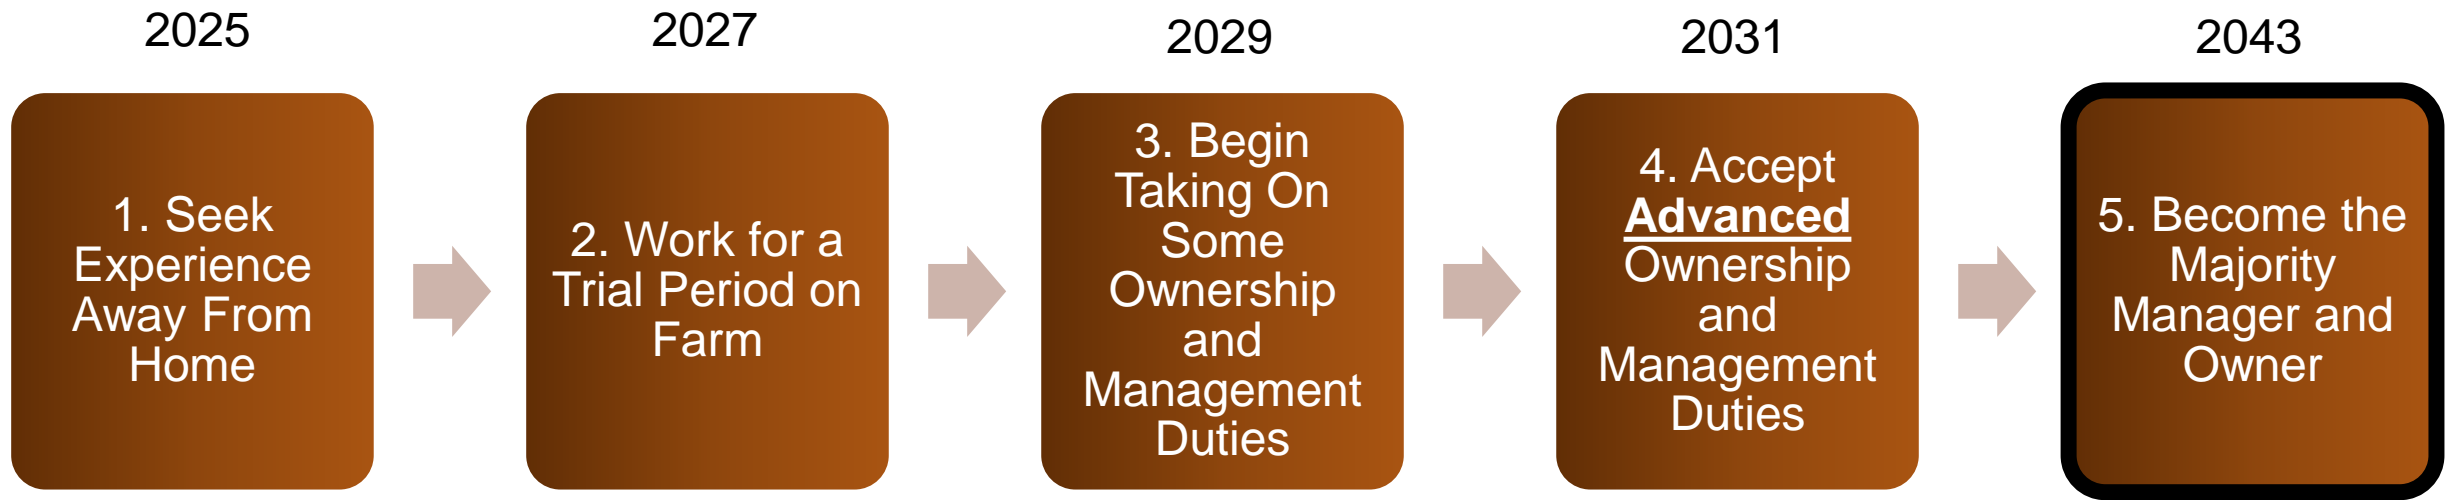 2025
2027
2029
2031
2043
1. Seek
Experience
Away From
Home
2. Work for a
Trial Period on
Farm
3. Begin
Taking On
Some
Ownership
and
Management
Duties
4. Accept
Advanced
Ownership
and
Management
Duties
5. Become the
Majority
Manager and
Owner